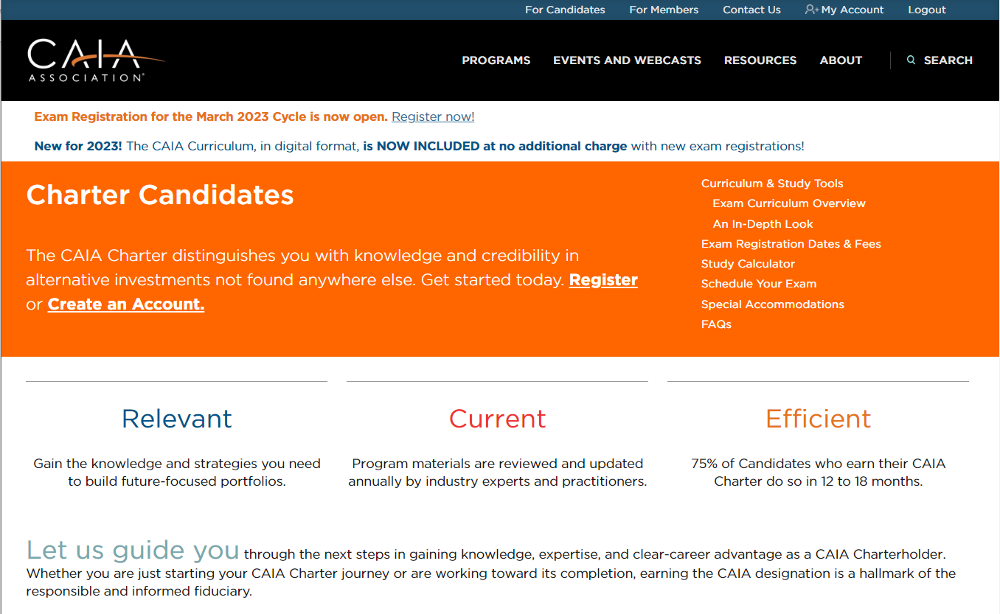 For Candidates For Members Contact Us My Account Logout
CAIA
ASSOCIATION®
PROGRAMS EVENTS AND WEBCASTS RESOURCES ABOUT SEARCH
Exam Registration for the March 2023 Cycle is now open. Register now!
New for 2023! The CAIA Curriculum, in digital format, is NOW INCLUDED at no additional charge with new exam registrations!
Charter Candidates
The CAIA Charter distinguishes you with knowledge and credibility in
alternative investments not found anywhere else. Get started today. Register
or Create an Account.
Curriculum & Study Tools
Exam Curriculum Overview
An In-Depth Look
Exam Registration Dates & Fees
Study Calculator
Schedule Your Exam
Special Accommodations
FAQs
Relevant
Gain the knowledge and strategies you need
to build future-focused portfolios.
Current
Program materials are reviewed and updated
annually by industry experts and practitioners.
Efficient
75% of Candidates who earn their CAIA
Charter do so in 12 to 18 months.
Let us guide you through the next steps in gaining knowledge, expertise, and clear-career advantage as a CAIA Charterholder.
Whether you are just starting your CAIA Charter journey or are working toward its completion, earning the CAIA designation is a hallmark of the
responsible and informed fiduciary.